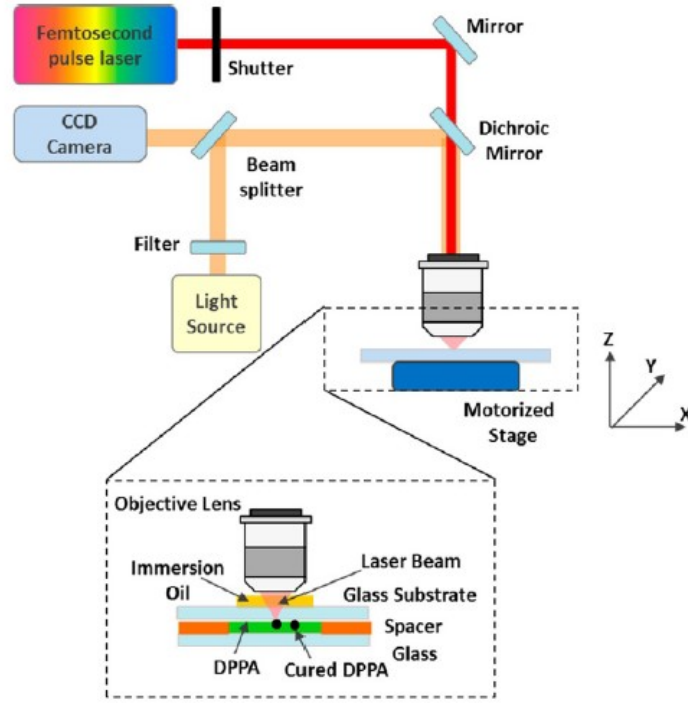 Femtosecond
pulse laser
Shutter
Mirror
CCD
Camera
Beam
splitter
Dichroic
Mirror
Filter
Light
Source
Z
Y
X
Motorized
Stage
Objective Lens
Immersion
Oil
Laser Beam
Glass Substrate
Spacer
DPPA
Cured DPPA
Glass